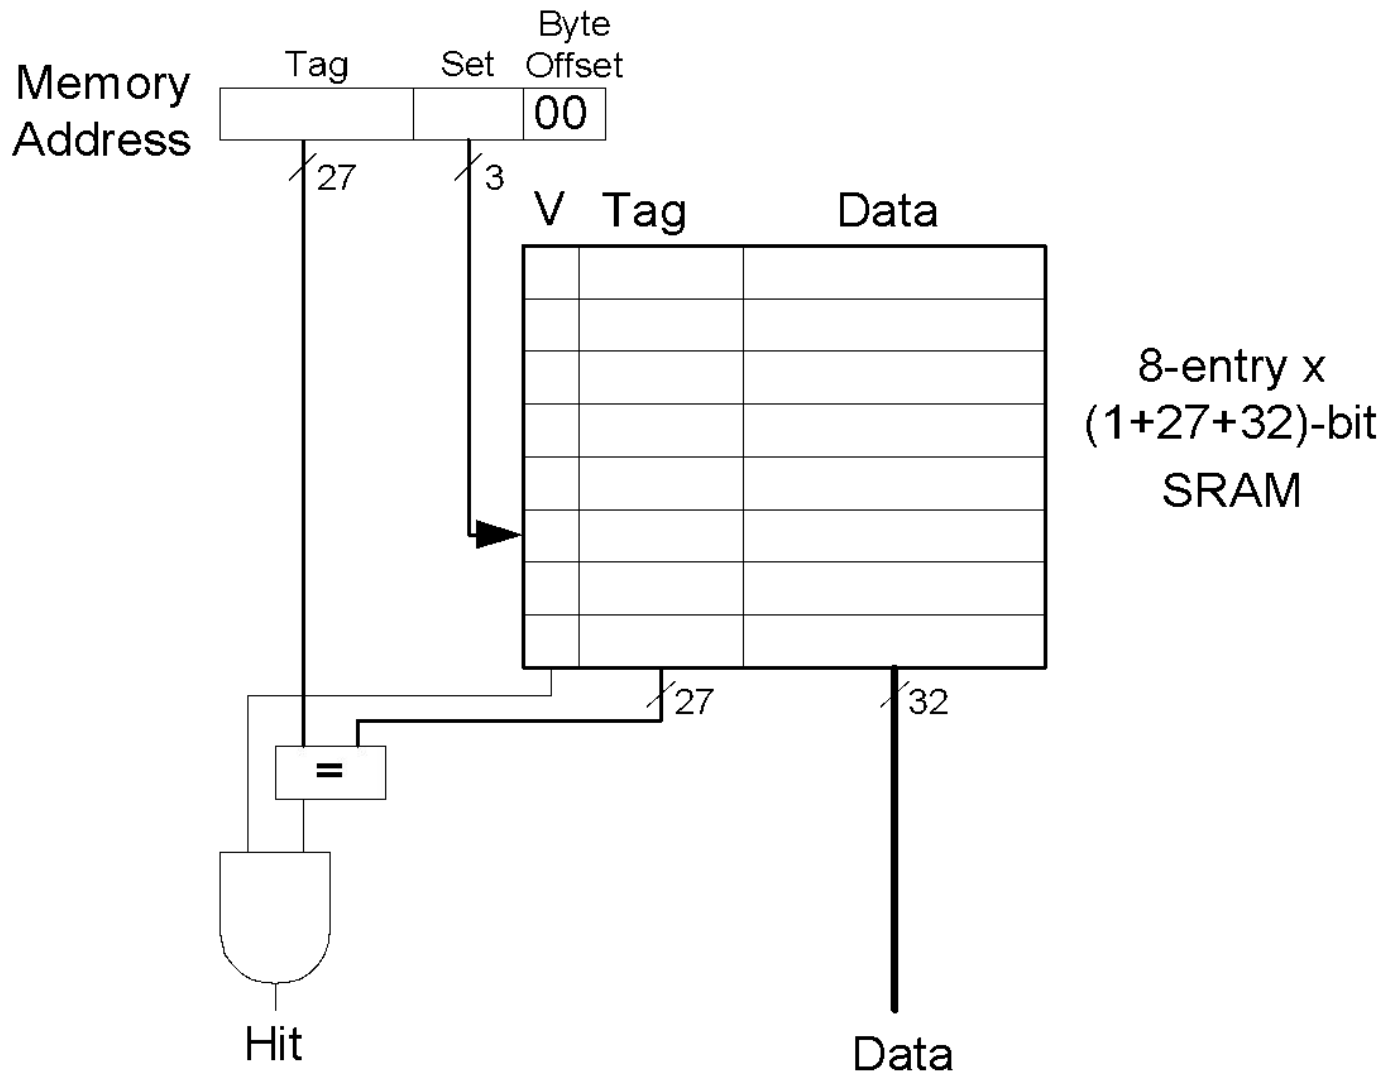 Byte
Tag Set Offset
Memory
Address
00
27 3
V Tag Data
8-entry x
(1+27+32)-bit
SRAM
27 32
=
Hit
Data